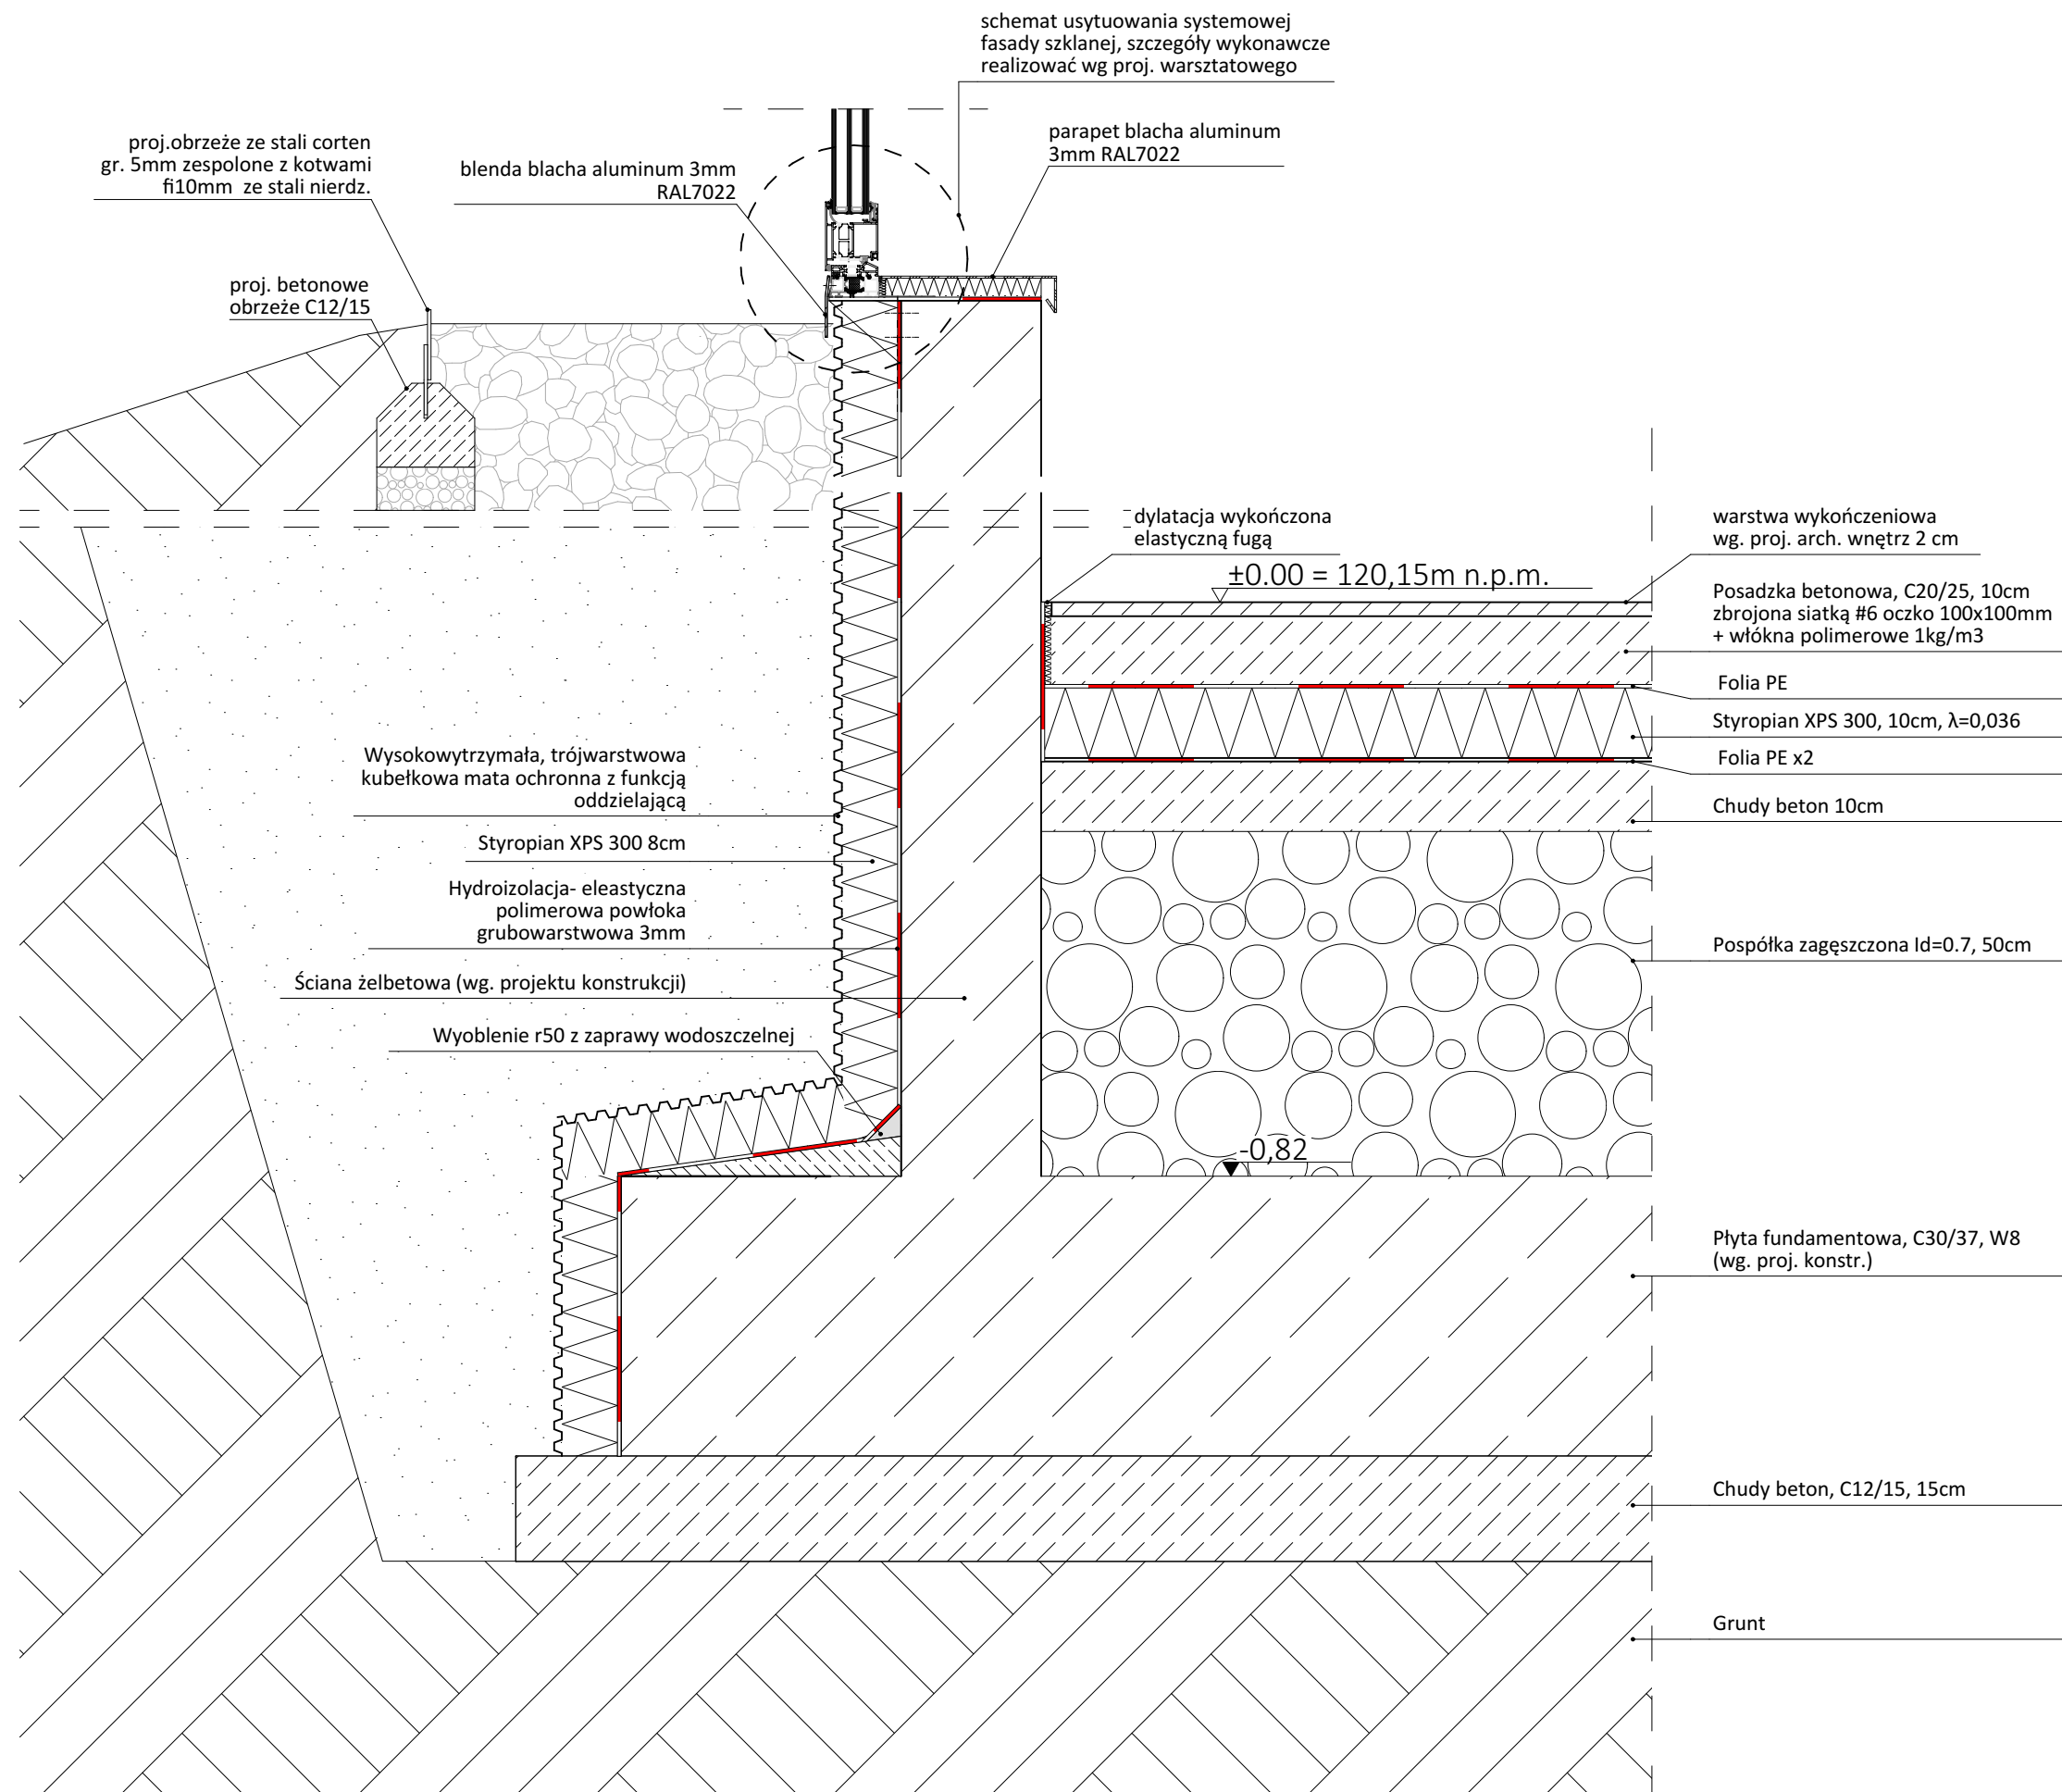 schemat usytuowania systemowej
fasady szklanej, szczegóły wykonawcze
realizować wg proj. warsztatowego
parapet blacha aluminum
3mm RAL7022
proj.obrzeże ze stali corten
gr. 5mm zespolone z kotwami
fi10mm ze stali nierdz.
blenda blacha aluminum 3mm
RAL7022
proj. betonowe
obrzeże C12/15
dylatacja wykończona
elastyczną fugą
±0.00 = 120,15m n.p.m.
warstwa wykończeniowa
wg. proj. arch. wnętrz 2 cm
Posadzka betonowa, C20/25, 10cm
zbrojona siatką #6 oczko 100x100mm
+ włókna polimerowe 1kg/m3
Folia PE
Styropian XPS 300, 10cm, λ=0,036
Folia PE x2
Chudy beton 10cm
Wysokowytrzymała, trójwarstwowa
kubełkowa mata ochronna z funkcją
oddzielającą
Styropian XPS 300 8cm
Hydroizolacja- eleastyczna
polimerowa powłoka
grubowarstwowa 3mm
Ściana żelbetowa (wg. projektu konstrukcji)
Wyoblenie r50 z zaprawy wodoszczelnej
Pospółka zagęszczona Id=0.7, 50cm
-0,82
Płyta fundamentowa, C30/37, W8
(wg. proj. konstr.)
Chudy beton, C12/15, 15cm
Grunt